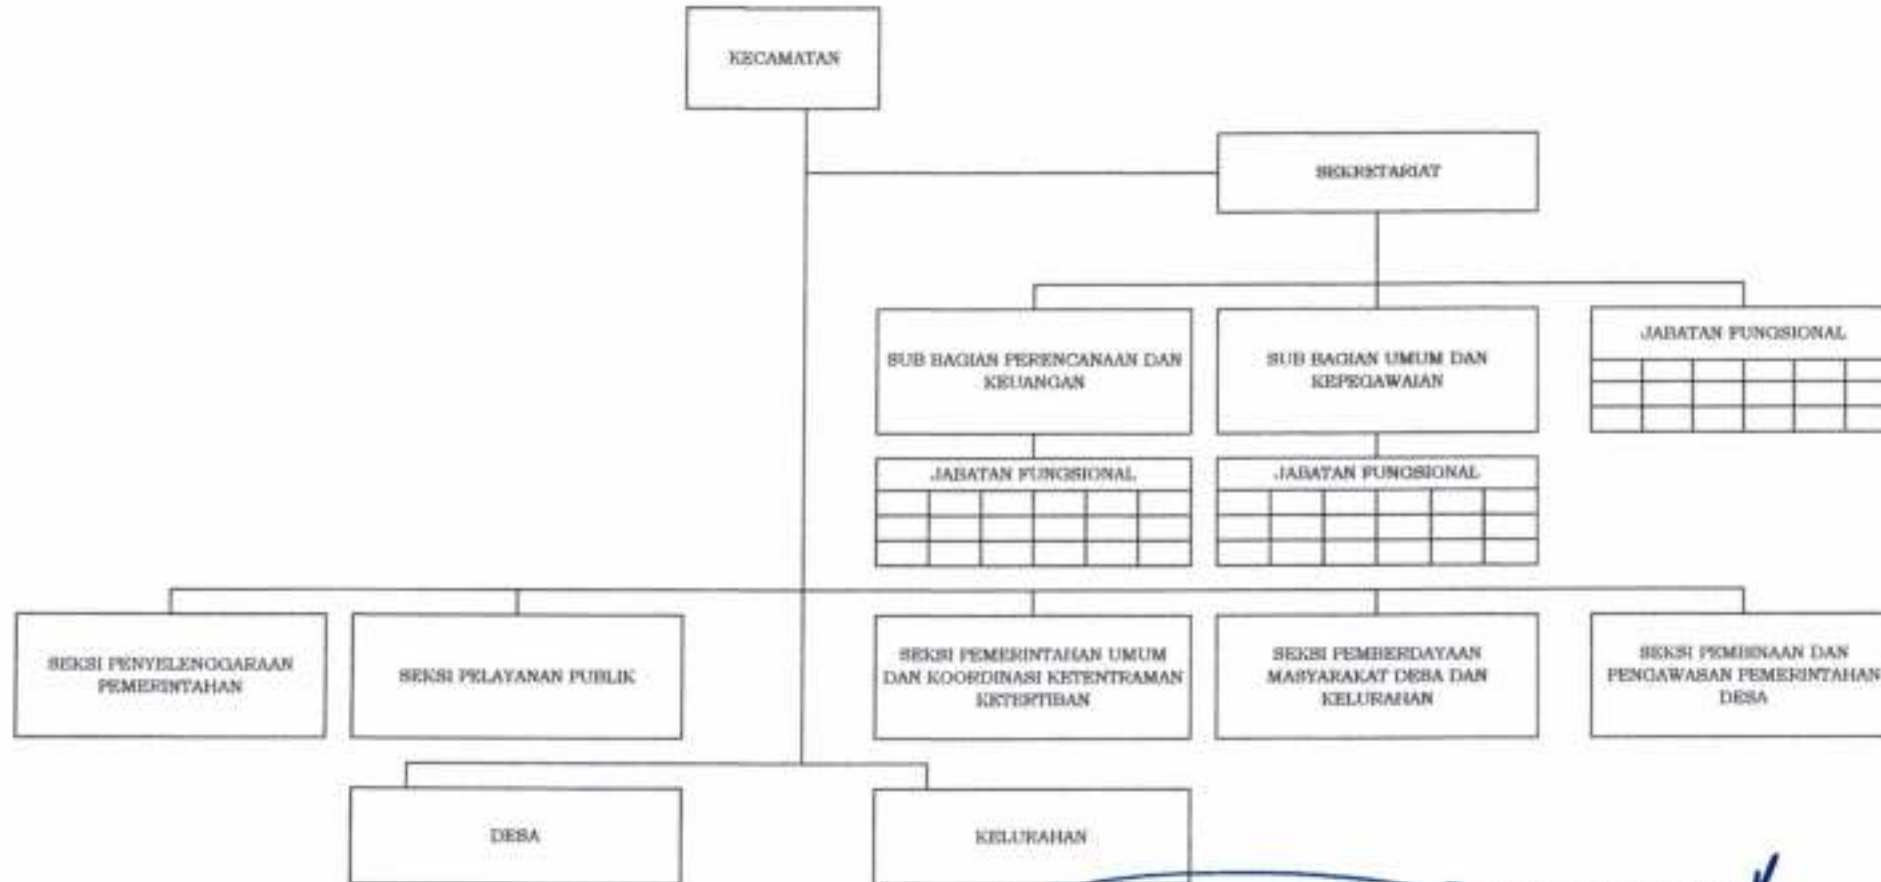 KECAMATAN
SEKRETARIAT
SUB BAGIAN PERENCANAAN DAN
KEUANGAN
SUB BAGIAN UMUM DAN
KEPEGAWAIAN
JABATAN FUNGSIONAL
JABATAN FUNGSIONAL
JABATAN FUNGSIONAL
SEKSI PENYELENGGARAAN
PEMERINTAHAN
SEKSI PELAYANAN PUBLIK
SEKSI PEMERINTAHAN UMUM
DAN KOORDINASI KETENTRAMAN
KETERTIBAN
SEKSI PEMBERDAYAAN
MASYARAKAT DESA DAN
KELURAHAN
SEKSI PEMBINAAN DAN
PENGAWASAN PEMERINTAHAN
DESA
DESA
KELURAHAN